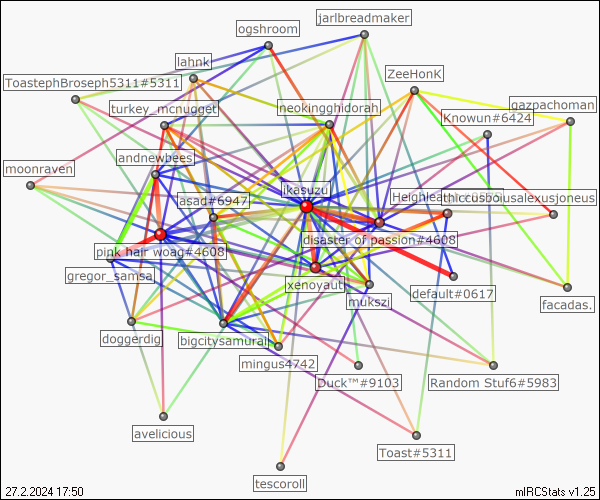 jarlbreadmaker
ogshroom
lahnk
ZeeHonK
ToastephBroseph5311#5311
turkey_mcnugget
neokingghidorah
gazpachoman
Knowun#6424
andnewbees
moonraven
ikasuzu
asad#6947
thiccusbousalexusjoneus
disaster of passion#4608
pink hair woag#4608
gregor_samsa
xenoyaut
mukszi
default#0617
facadas.
doggerdig
bigcitysamurai
mingus4742
Duck™#9103
Random Stuf6#5983
avelicious
Toast#5311
tescoroll
27.2.2024 17:50
mIRCStats v1.25